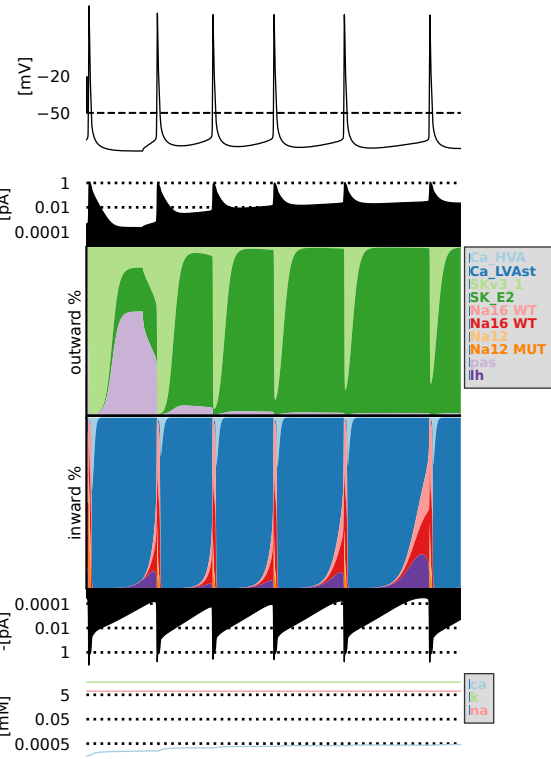 [mV]
−20
−50
[pA]
1
0.01
0.0001
outward %
Ca_HVA
Ca_LVAst
SKv3_1
SK_E2
Na16 WT
Na16 WT
Na12
Na12 MUT
pas
Ih
inward %
-[pA]
0.0001
0.01
1
[mM]
5
0.05
0.0005
ca
k
na